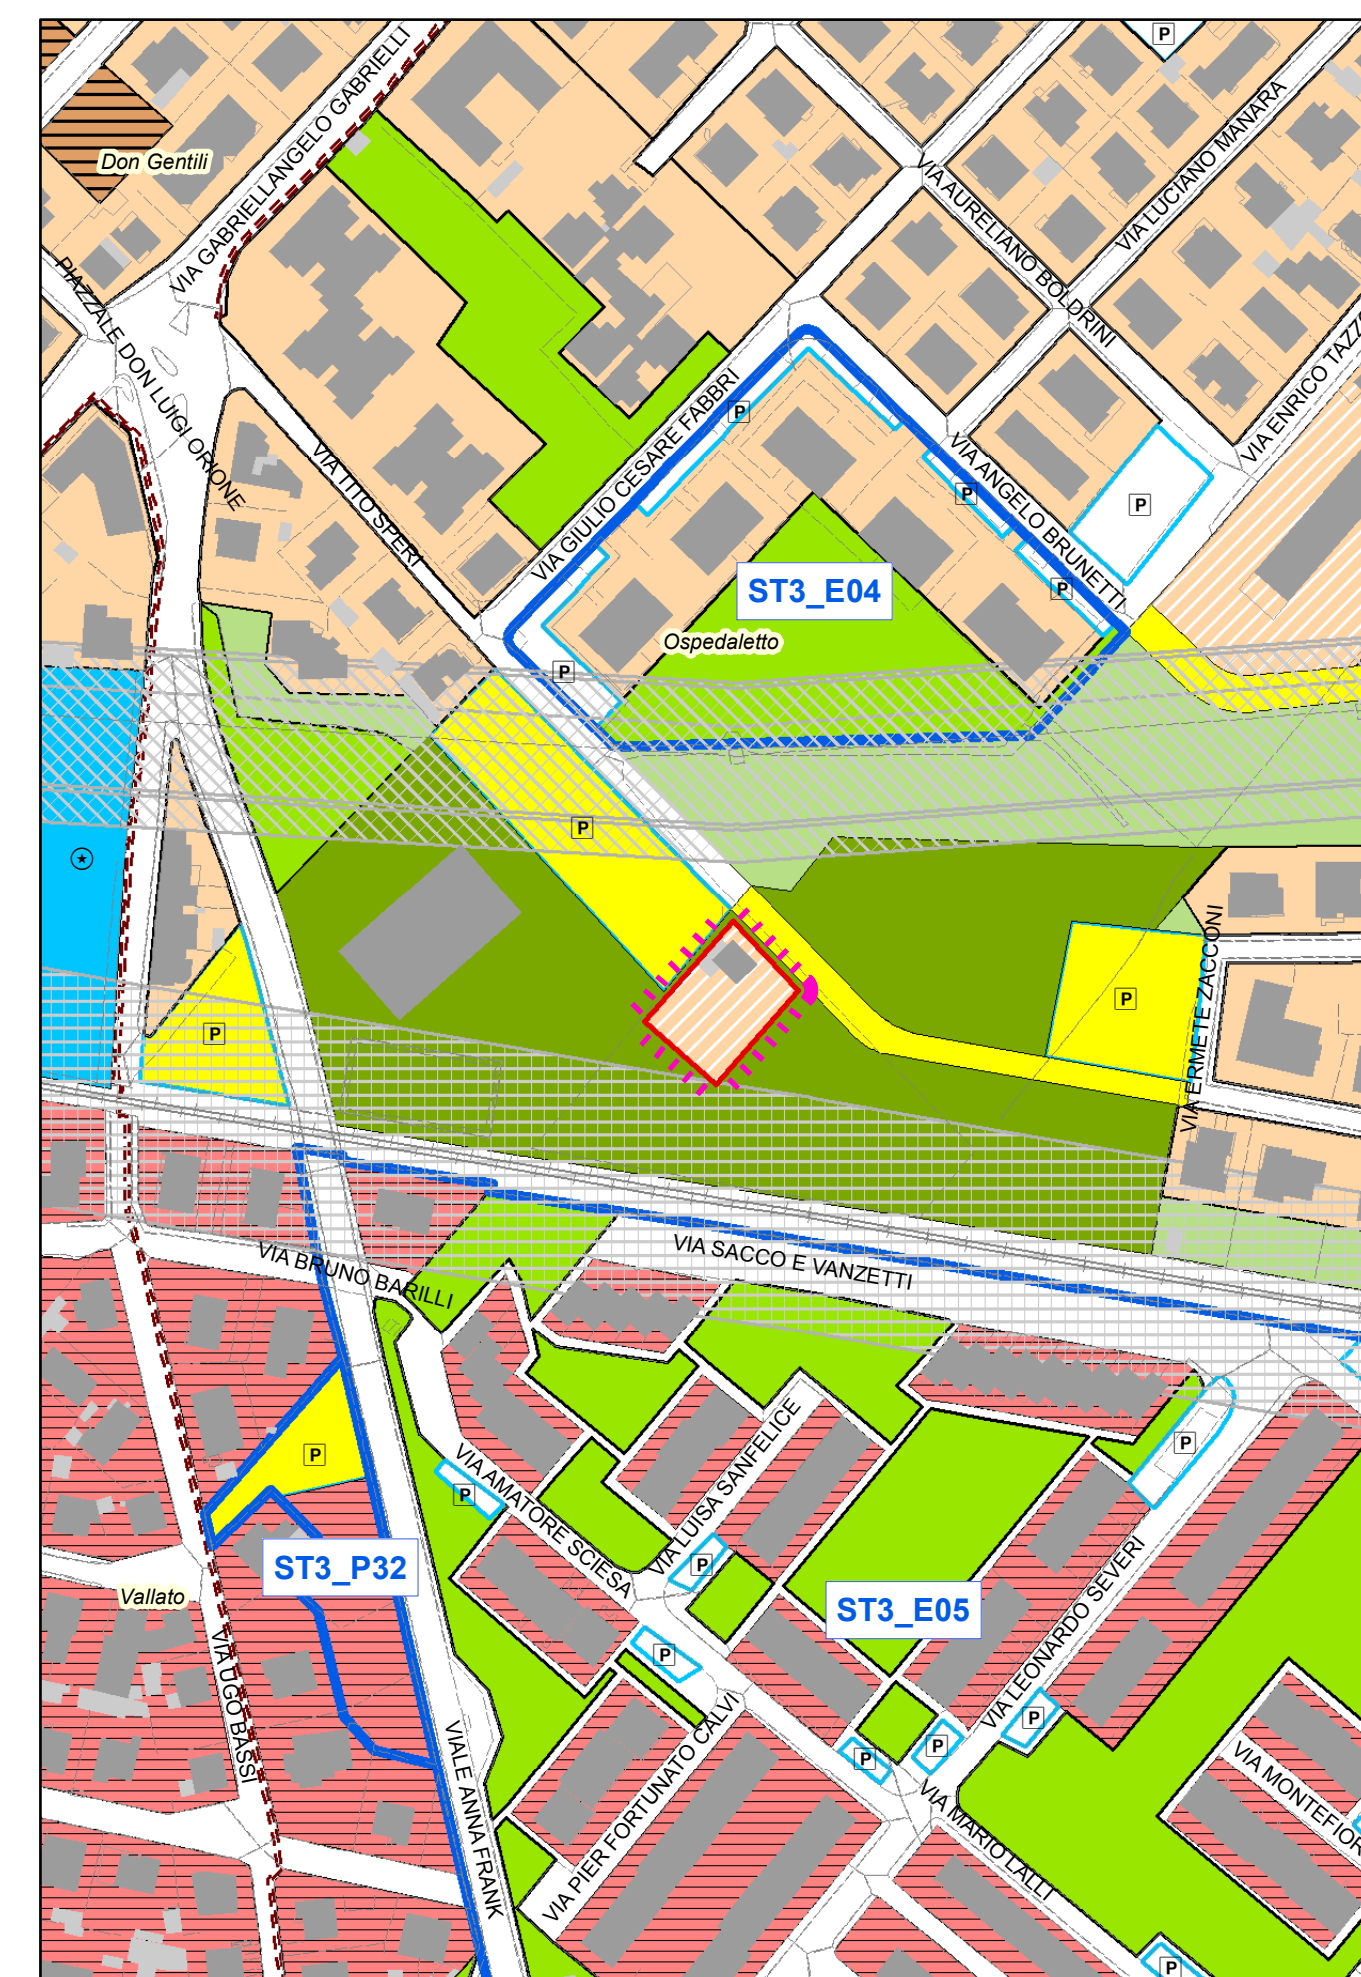 P
VIA GABRIELLANGELO GABRIELLI
Don Gentili
VIA LUCIANO MANARA
VIA AURELIANO BOLDRINI
PIAZZALE DON LUIGI ORIONE
VIA ENRICO TAZZ
VIA GIULIO CESARE FABBRI
P
VIA TITO SPERI
VIA ANGELO BRUNETTI
P
P
P
ST3_E04
Ospedaletto
P
P
P
P
VIA ERMETE ZACCONI
VIA SACCO E VANZETTI
VIA BRUNO BARILLI
P
P
P
VIA AMATORE SCIESA
VIA LUISA SANFELICE
P
ST3_P32
Vallato
ST3_E05
VIA LEONARDO SEVERI
P
VIA UGO BASSI
VIALE ANNA FRANK
VIA PIER FORTUNATO CALVI
P
P
P
VIA MARIO LALLI
VIA MONTEFIOR
P